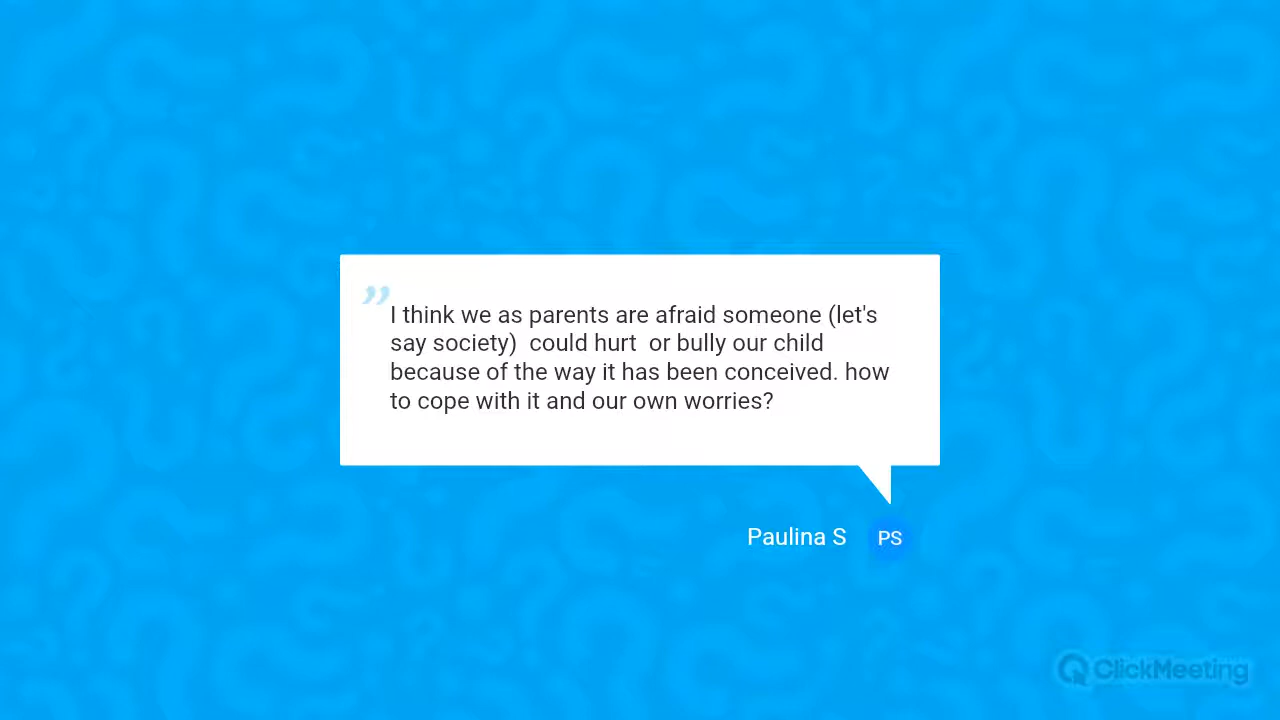 ”
I think we as parents are afraid someone (let's
say society)  could hurt  or bully our child
because of the way it has been conceived. how
to cope with it and our own worries?
Paulina S
PS
ClickMeeting